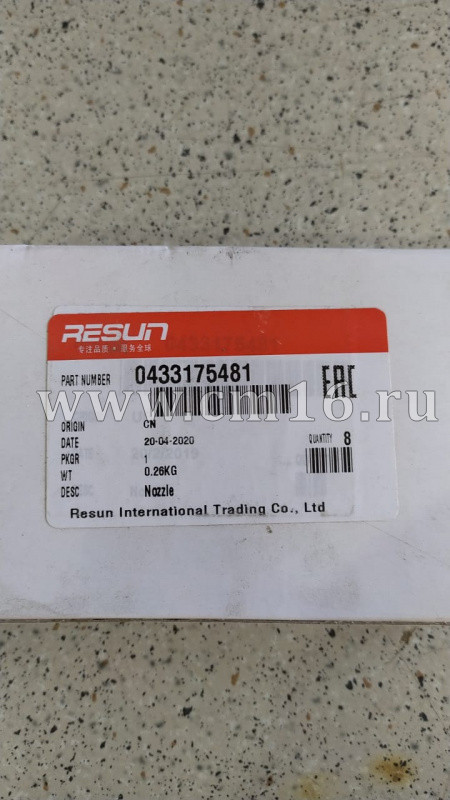 RESUN
专注品质·服务全球
PART NUMBER 0433175481
EAC
ORIGIN CN
DATE 20-04-2020
PKGR 1
QUANTITY 8
WT 0.26KG
DESC Nozzle
Resun International Trading Co., Ltd
www.cm16.ru